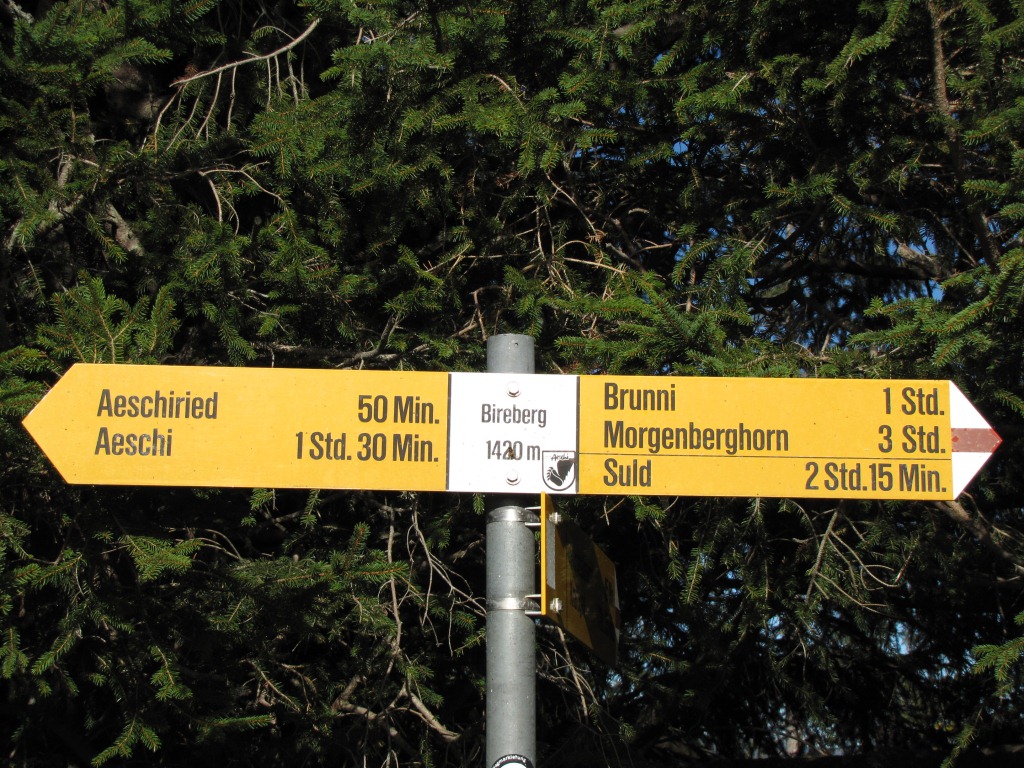 Aeschiried 50 Min.
Aeschi 1 Std. 30 Min.
Bireberg
1420 m
Aeschi
Brunni 1 Std.
Morgenberghorn 3 Std.
Suld 2 Std. 15 Min.